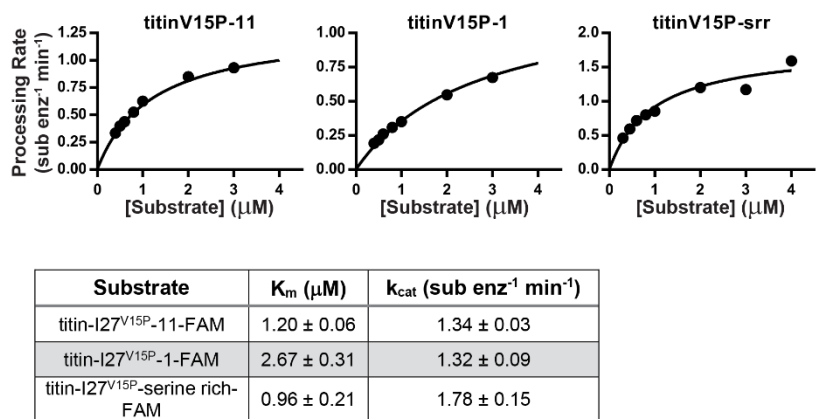 titinV15P-11
titinV15P-1
titinV15P-srr
Processing Rate
(sub enz⁻¹ min⁻¹)
1.25
1.00
0.75
0.50
0.25
0.00
0 1 2 3 4
[Substrate] (μM)
1.00
0.75
0.50
0.25
0.00
0 1 2 3 4
[Substrate] (μM)
2.0
1.5
1.0
0.5
0.0
0 1 2 3 4
[Substrate] (μM)
Substrate Kₘ (μM) k_cat (sub enz⁻¹ min⁻¹)
titin-I27ⱽ¹⁵ᴾ-11-FAM 1.20 ± 0.06 1.34 ± 0.03
titin-I27ⱽ¹⁵ᴾ-1-FAM 2.67 ± 0.31 1.32 ± 0.09
titin-I27ⱽ¹⁵ᴾ-serine rich-
FAM 0.96 ± 0.21 1.78 ± 0.15